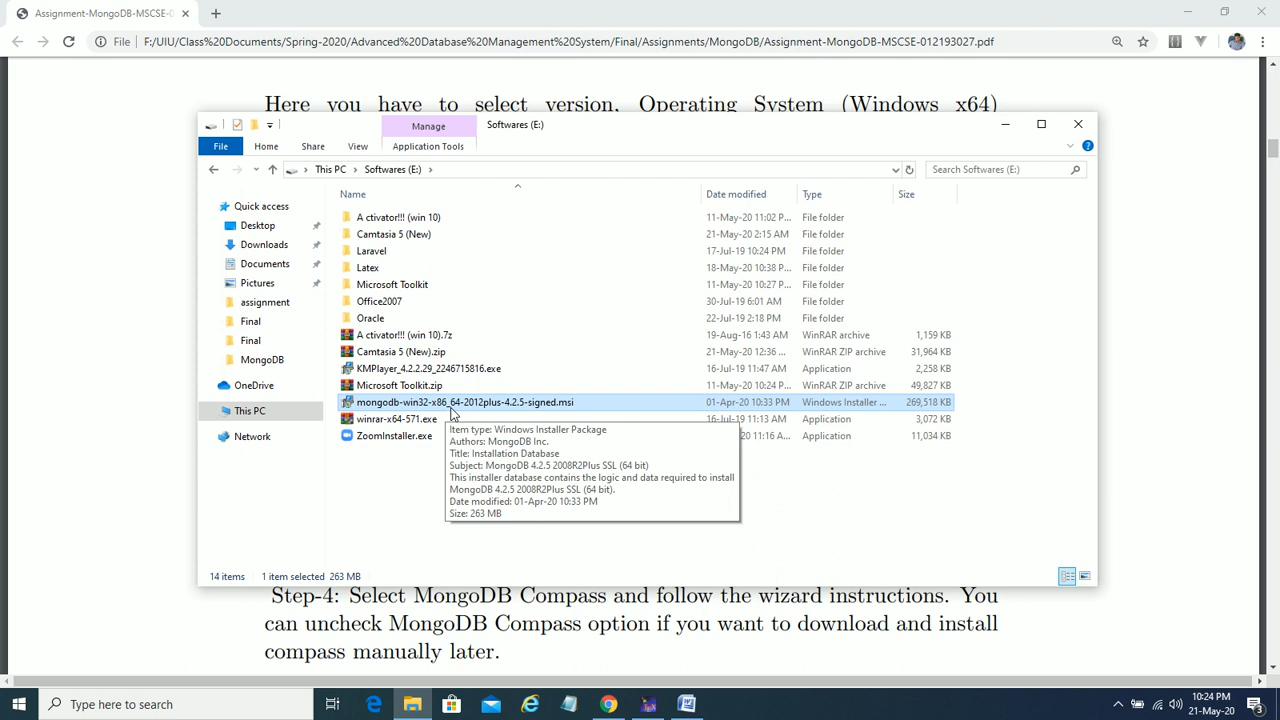 Assignment-MongoDB-MSCSE-0
File
F:/UIU/Class%20Documents/Spring-2020/Advanced%20Database%20Management%20System/Final/Assignments/MongoDB/Assignment-MongoDB-MSCSE-012193027.pdf
Here you have to select version, Operating System (Windows x64)
Manage
Softwares (E:)
File
Home
Share
View
Application Tools
This PC
Softwares (E:)
Search Softwares (E:)
Name
Date modified
Type
Size
Quick access
Desktop
Downloads
Documents
Pictures
assignment
Final
Final
MongoDB
OneDrive
This PC
Network
A ctivator!!! (win 10) 11-May-20 11:02 P... File folder
Camtasia 5 (New) 21-May-20 2:15 AM File folder
Laravel 17-Jul-19 10:24 PM File folder
Latex 18-May-20 10:38 P... File folder
Microsoft Toolkit 11-May-20 10:27 P... File folder
Office2007 30-Jul-19 6:01 AM File folder
Oracle 22-Jul-19 2:18 PM File folder
A ctivator!!! (win 10).7z 19-Aug-16 1:43 AM WinRAR archive 1,159 KB
Camtasia 5 (New).zip 21-May-20 12:36 ... WinRAR ZIP archive 31,964 KB
KMPlayer_4.2.2.29_2246715816.exe 16-Jul-19 11:47 AM Application 2,258 KB
Microsoft Toolkit.zip 11-May-20 10:24 P... WinRAR ZIP archive 49,827 KB
mongodb-win32-x86_64-2012plus-4.2.5-signed.msi 01-Apr-20 10:33 PM Windows Installer ... 269,518 KB
winrar-x64-571.exe 16-Jul-19 11:13 AM Application 3,072 KB
ZoomInstaller.exe 20 11:16 A... Application 11,034 KB
Item type: Windows Installer Package
Authors: MongoDB Inc.
Title: Installation Database
Subject: MongoDB 4.2.5 2008R2Plus SSL (64 bit)
This installer database contains the logic and data required to install
MongoDB 4.2.5 2008R2Plus SSL (64 bit).
Date modified: 01-Apr-20 10:33 PM
Size: 263 MB
14 items
1 item selected 263 MB
Step-4: Select MongoDB Compass and follow the wizard instructions. You
can uncheck MongoDB Compass option if you want to download and install
compass manually later.
Type here to search
10:24 PM
21-May-20
3